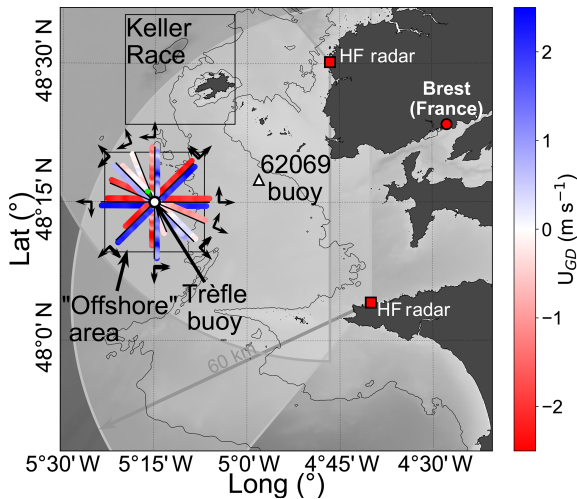 Keller
Race
HF radar
Brest
(France)
62069
buoy
"Offshore"
area
Trèfle
buoy
HF radar
60 km
48°30' N
48°15' N
48°0' N
Lat (°)
5°30'W
5°15'W
5°0'W
4°45'W
4°30'W
Long (°)
2
1
0
−1
−2
U_GD (m s⁻¹)